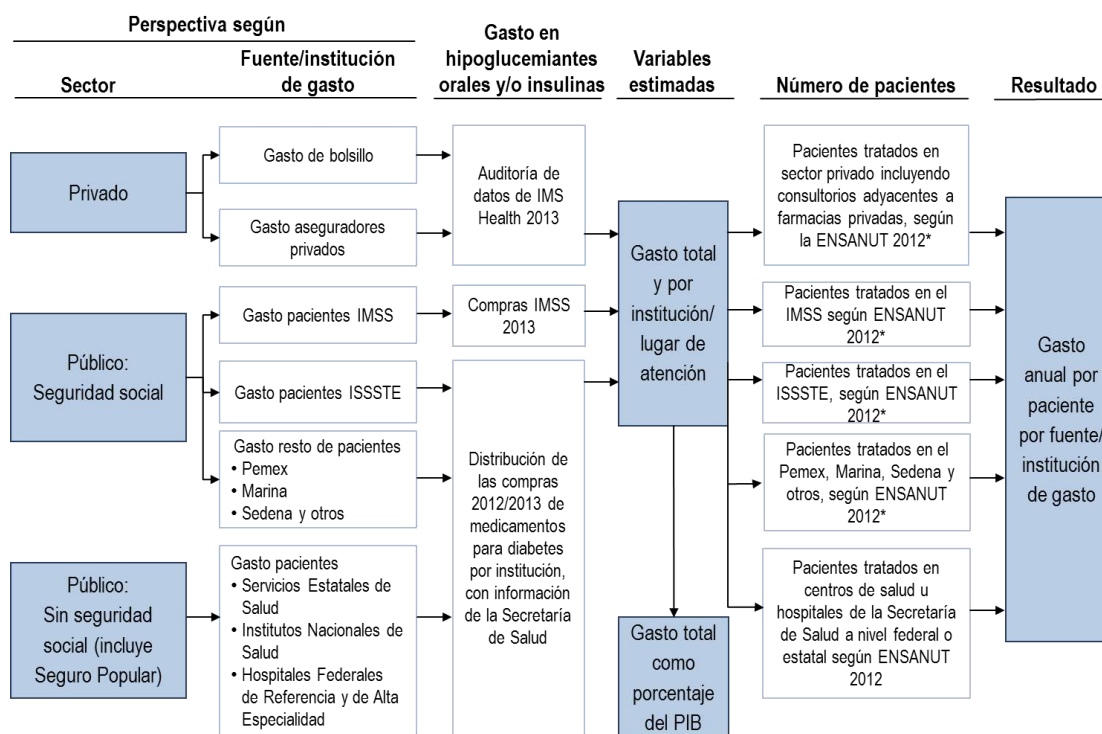 Perspectiva según
Sector
Fuente/institución
de gasto
Gasto en
hipoglucemiantes
orales y/o insulinas
Variables
estimadas
Número de pacientes
Resultado
Privado
Gasto de bolsillo
Gasto aseguradores
privados
Auditoría de
datos de IMS
Health 2013
Pacientes tratados en
sector privado incluyendo
consultorios adyacentes a
farmacias privadas, según
la ENSANUT 2012*
Público:
Seguridad social
Gasto pacientes IMSS
Compras IMSS
2013
Pacientes tratados en el
IMSS según ENSANUT
2012*
Gasto pacientes ISSSTE
Pacientes tratados en el
ISSSTE, según ENSANUT
2012*
Gasto resto de pacientes
• Pemex
• Marina
• Sedena y otros
Pacientes tratados en el
Pemex, Marina, Sedena y
otros, según ENSANUT
2012*
Público:
Sin seguridad
social (incluye
Seguro Popular)
Gasto pacientes
• Servicios Estatales de
Salud
• Institutos Nacionales de
Salud
• Hospitales Federales
de Referencia y de Alta
Especialidad
Distribución de
las compras
2012/2013 de
medicamentos
para diabetes
por institución,
con información
de la Secretaría
de Salud
Pacientes tratados en
centros de salud u
hospitales de la Secretaría
de Salud a nivel federal o
estatal según ENSANUT
2012
Gasto total
y por
institución/
lugar de
atención
Gasto total
como
porcentaje
del PIB
Gasto
anual por
paciente
por fuente/
institución
de gasto